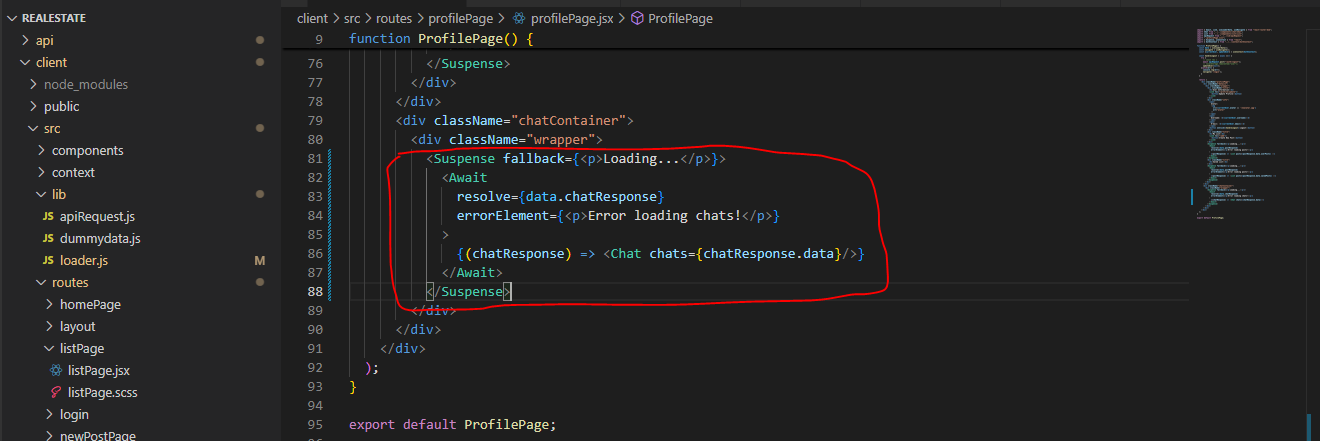 REALESTATE
api
client
node_modules
public
src
components
context
lib
JS apiRequest.js
JS dummydata.js
JS loader.js M
routes
homePage
layout
listPage
listPage.jsx
listPage.scss
login
newPostPage
client > src > routes > profilePage > profilePage.jsx > ProfilePage
9 function ProfilePage() {
76 </Suspense>
77 </div>
78 </div>
79 <div className="chatContainer">
80 <div className="wrapper">
81 <Suspense fallback={<p>Loading...</p>}>
82 <Await
83 resolve={data.chatResponse}
84 errorElement={<p>Error loading chats!</p>}
85 >
86 {(chatResponse) => <Chat chats={chatResponse.data}/>}
87 </Await>
88 </Suspense>
89 </div>
90 </div>
91 </div>
92 );
93 }
94
95 export default ProfilePage;